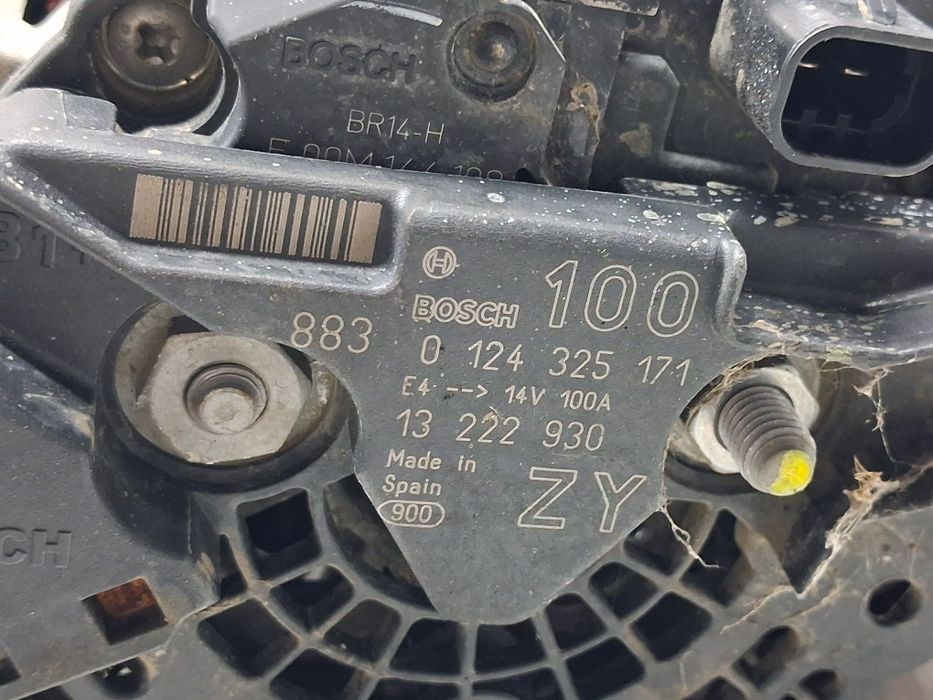 BOSCH
BR14-H
883
BOSCH 100
0 124 325 171
E4 --> 14V 100A
13 222 930
Made in
Spain
900
ZY
CH